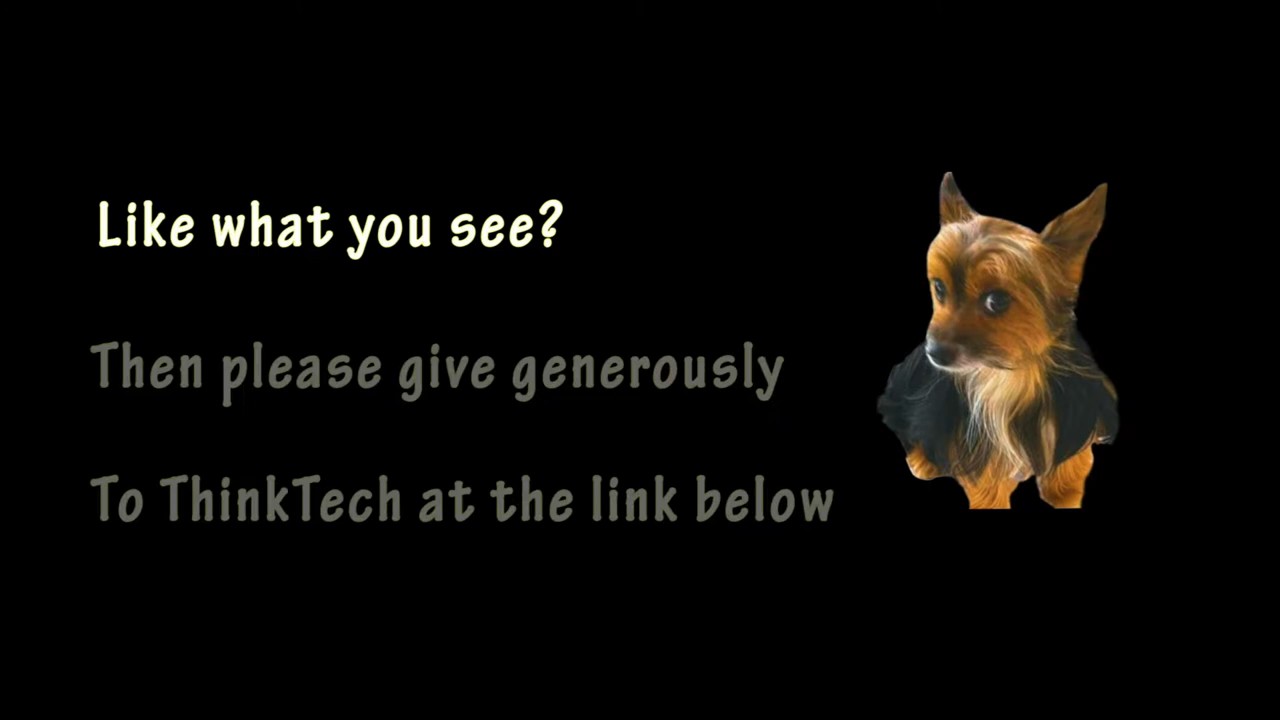 Like what you see?
Then please give generously
To ThinkTech at the link below